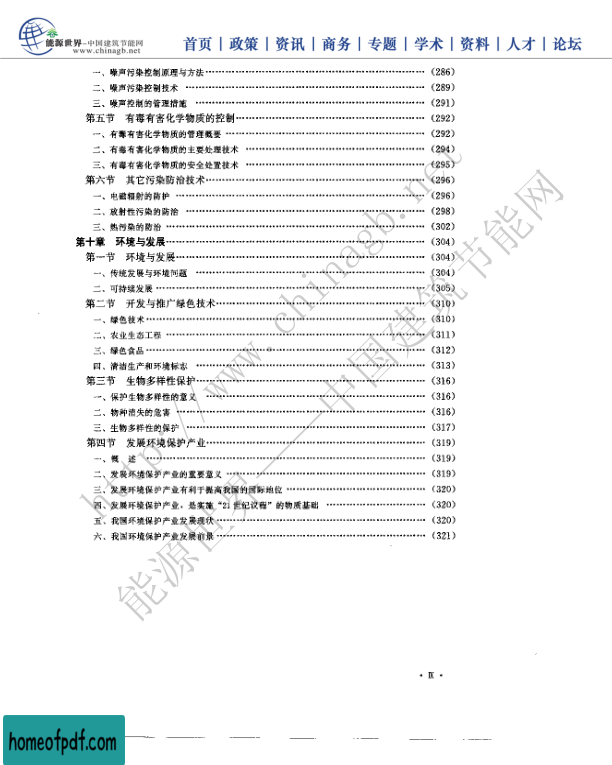 能源世界-中国建筑节能网
www.chinagb.net
首页 | 政策 | 资讯 | 商务 | 专题 | 学术 | 资料 | 人才 | 论坛
一、噪声污染控制原理与方法 (286)
二、噪声污染控制技术 (289)
三、噪声控制的管理措施 (291)
第五节 有毒有害化学物质的控制 (292)
一、有毒有害化学物质的管理概要 (292)
二、有毒有害化学物质的主要处理技术 (294)
三、有毒有害化学物质的安全处置技术 (295)
第六节 其它污染防治技术 (296)
一、电磁辐射的防护 (296)
二、放射性污染的防治 (298)
三、热污染的防治 (302)
第十章 环境与发展 (304)
第一节 环境与发展 (304)
一、传统发展与环境问题 (304)
二、可持续发展 (305)
第二节 开发与推广绿色技术 (310)
一、绿色技术 (310)
二、农业生态工程 (311)
三、绿色食品 (312)
四、清洁生产和环境标志 (313)
第三节 生物多样性保护 (316)
一、保护生物多样性的意义 (316)
二、物种消失的危害 (316)
三、生物多样性的保护 (317)
第四节 发展环境保护产业 (319)
一、概 述 (319)
二、发展环境保护产业的重要意义 (319)
三、发展环境保护产业有利于提高我国的国际地位 (320)
四、发展环境保护产业，是实施“21世纪议程”的物质基础 (320)
五、我国环境保护产业发展现状 (320)
六、我国环境保护产业发展前景 (321)
http://www.chinagb.net
能源世界——中国建筑节能网
· Ⅸ ·
homeofpdf.com